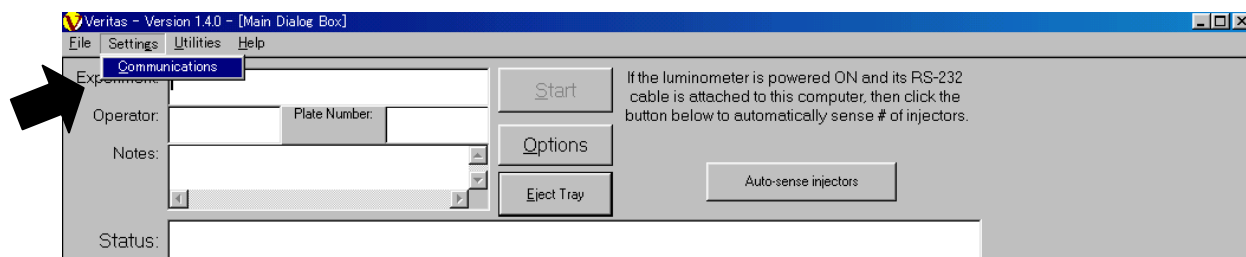 Veritas - Version 1.4.0 - [Main Dialog Box]
File Settings Utilities Help
Communications
Experiment:
Start
If the luminometer is powered ON and its RS-232
cable is attached to this computer, then click the
button below to automatically sense # of injectors.
Operator:
Plate Number:
Options
Notes:
Auto-sense injectors
Eject Tray
Status: